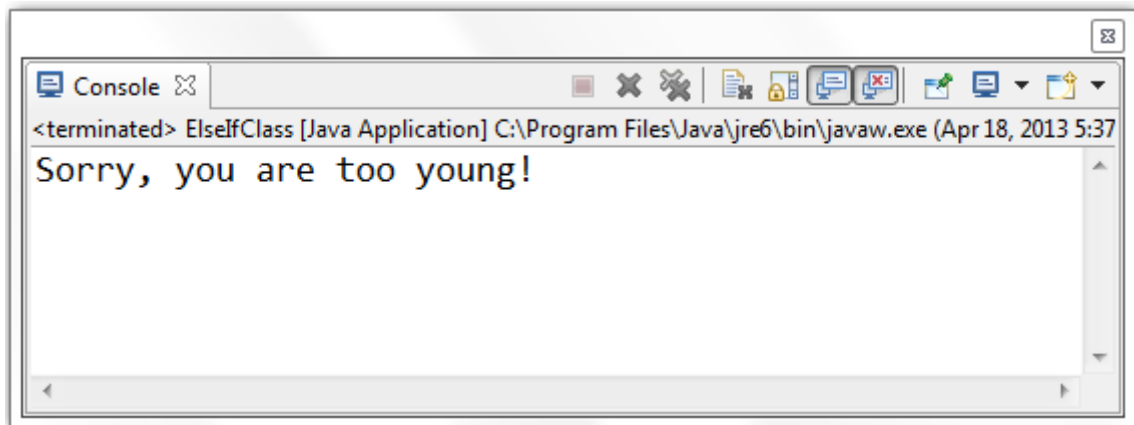 Console
<terminated> ElseIfClass [Java Application] C:\Program Files\Java\jre6\bin\javaw.exe (Apr 18, 2013 5:37
Sorry, you are too young!